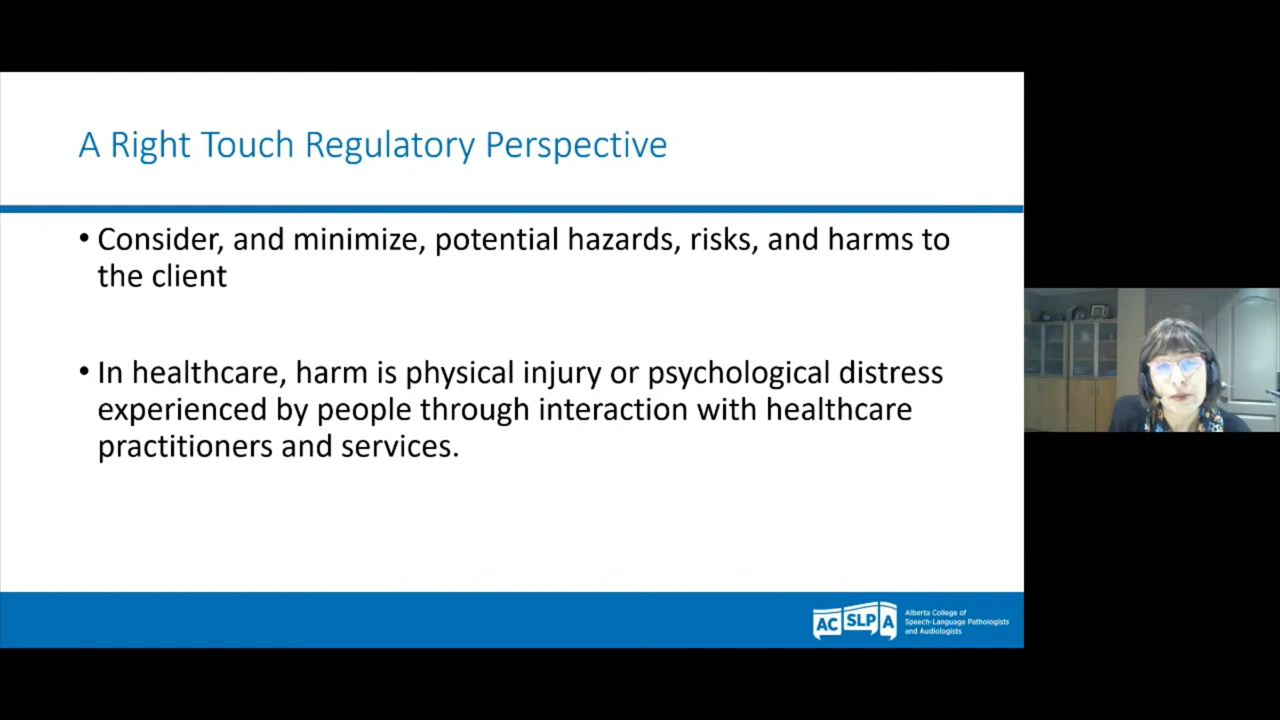 A Right Touch Regulatory Perspective
• Consider, and minimize, potential hazards, risks, and harms to
the client
• In healthcare, harm is physical injury or psychological distress
experienced by people through interaction with healthcare
practitioners and services.
AC SLP A
Alberta College of
Speech-Language Pathologists
and Audiologists